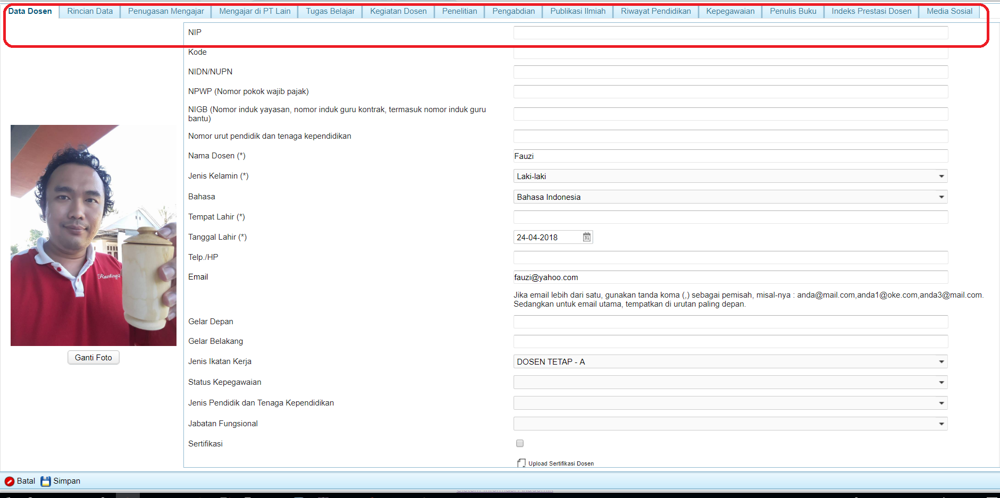 Data Dosen Rincian Data Penugasan Mengajar Mengajar di PT Lain Tugas Belajar Kegiatan Dosen Penelitian Pengabdian Publikasi Ilmiah Riwayat Pendidikan Kepegawaian Penulis Buku Indeks Prestasi Dosen Media Sosial
NIP
Kode
NIDN/NUPN
NPWP (Nomor pokok wajib pajak)
NIGB (Nomor induk yayasan, nomor induk guru kontrak, termasuk nomor induk guru
bantu)
Nomor urut pendidik dan tenaga kependidikan
Nama Dosen (*) Fauzi
Jenis Kelamin (*) Laki-laki
Bahasa Bahasa Indonesia
Tempat Lahir (*)
Tanggal Lahir (*) 24-04-2018 31
Telp./HP
Email fauzi@yahoo.com
Jika email lebih dari satu, gunakan tanda koma (,) sebagai pemisah, misal-nya : anda@mail.com,anda1@oke.com,anda3@mail.com.
Sedangkan untuk email utama, tempatkan di urutan paling depan.
Gelar Depan
Gelar Belakang
Ganti Foto
Jenis Ikatan Kerja DOSEN TETAP - A
Status Kepegawaian
Jenis Pendidik dan Tenaga Kependidikan
Jabatan Fungsional
Sertifikasi
Upload Sertifikasi Dosen
Batal Simpan